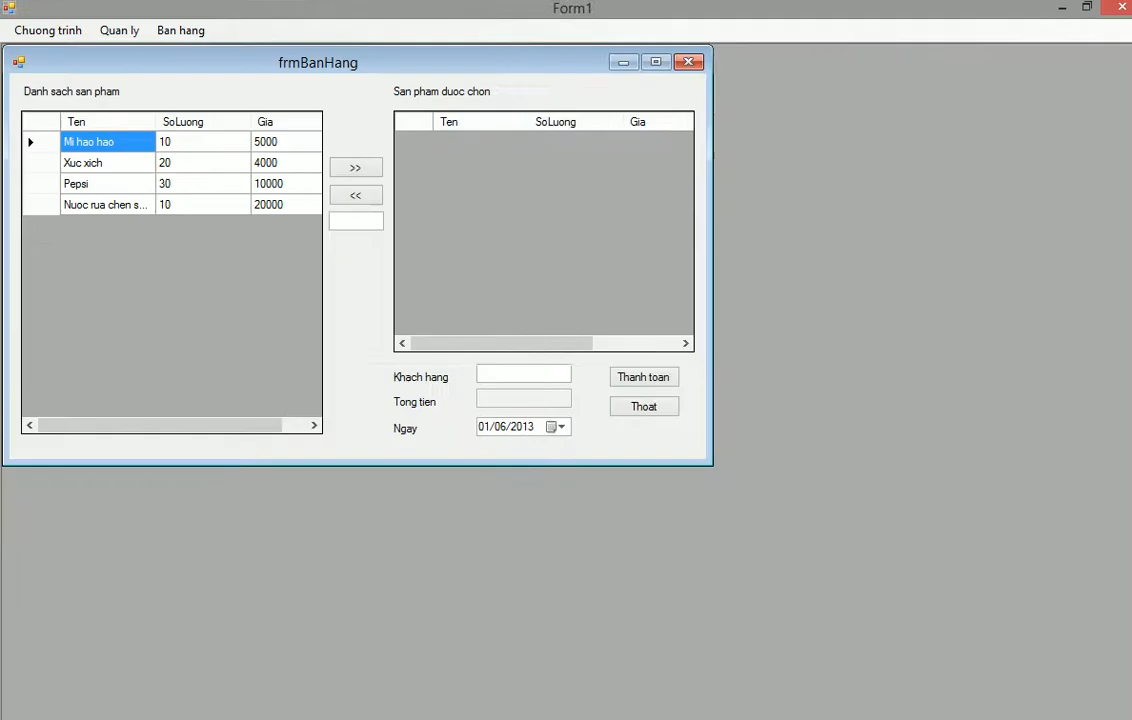 Form1
Chuong trinh Quan ly Ban hang
frmBanHang
Danh sach san pham
Ten SoLuong Gia
Mi hao hao 10 5000
Xuc xich 20 4000
Pepsi 30 10000
Nuoc rua chen s... 10 20000
>>
<<
San pham duoc chon
Ten SoLuong Gia
Khach hang
Tong tien
Ngay 01/06/2013
Thanh toan
Thoat